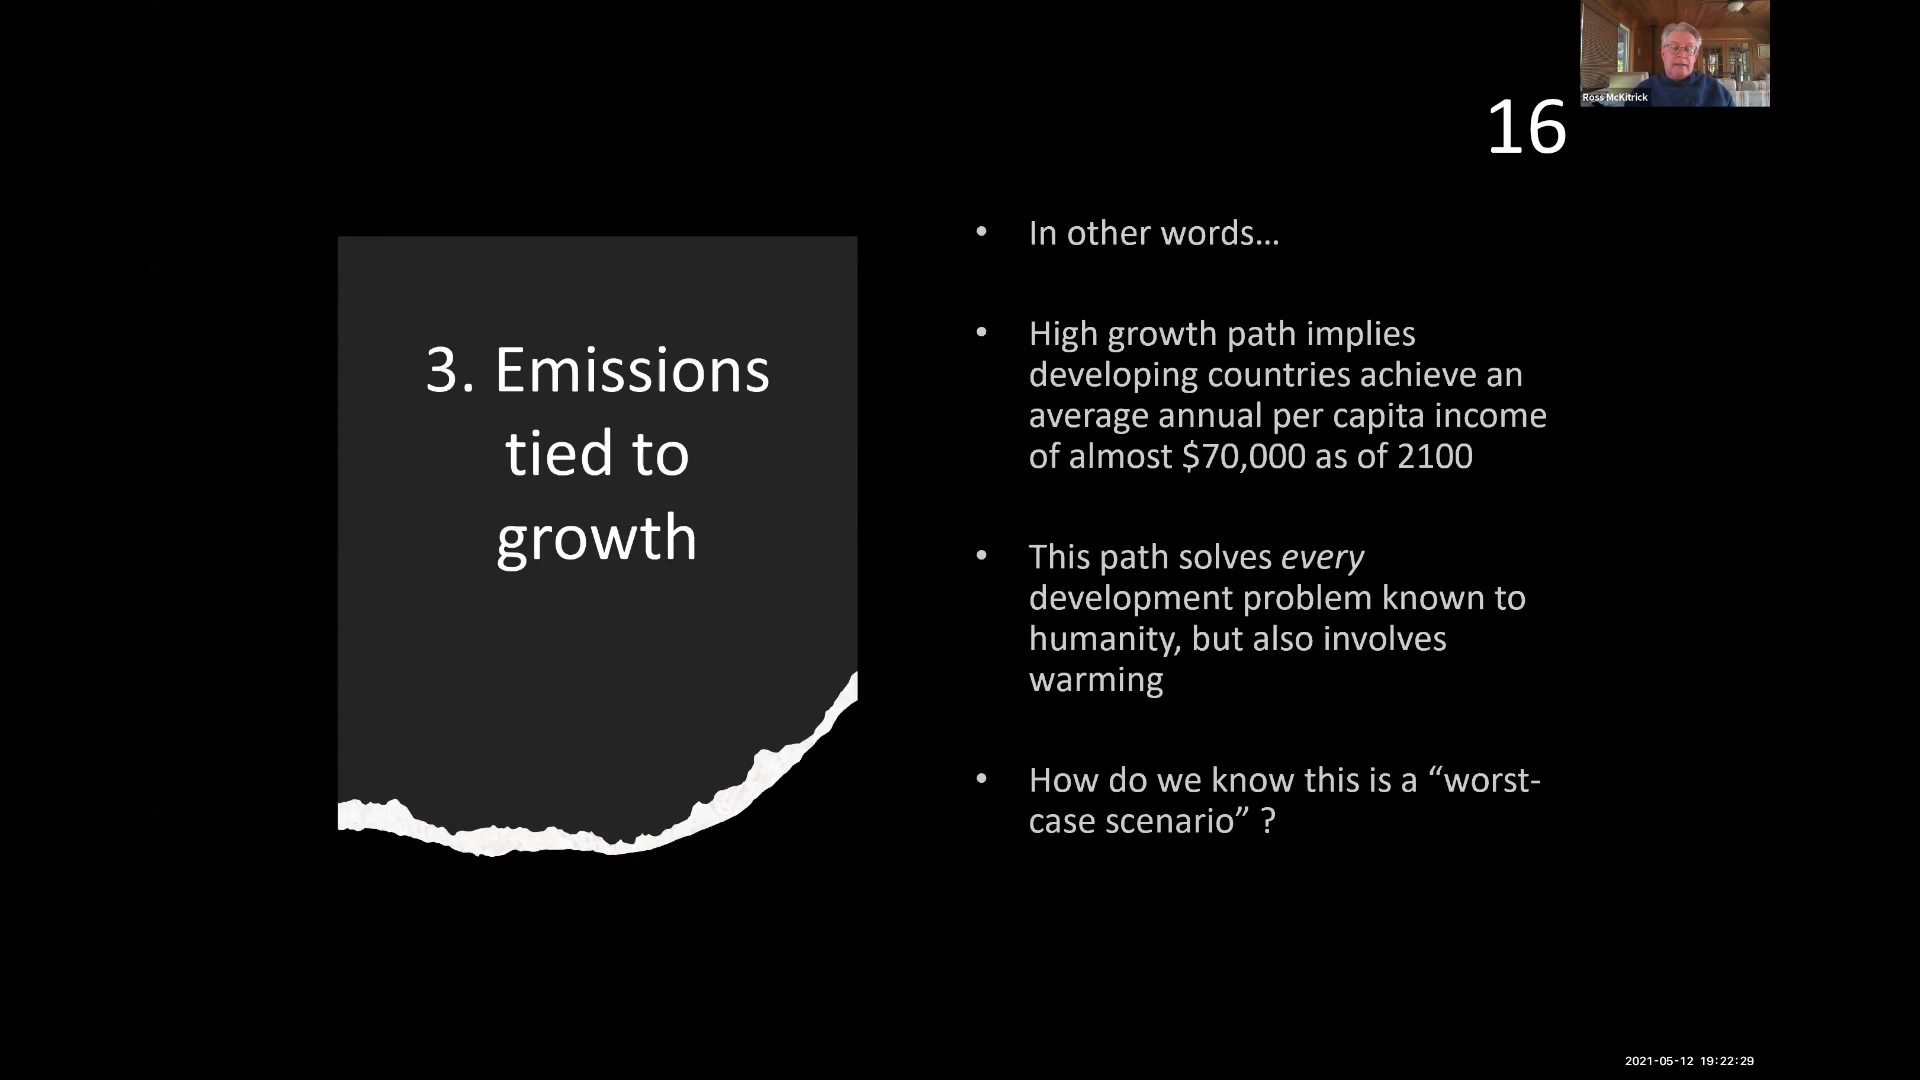 Ross McKitrick
16
3. Emissions
tied to
growth
• In other words…
• High growth path implies
developing countries achieve an
average annual per capita income
of almost $70,000 as of 2100
• This path solves every
development problem known to
humanity, but also involves
warming
• How do we know this is a “worst-
case scenario” ?
2021-05-12 19:22:29